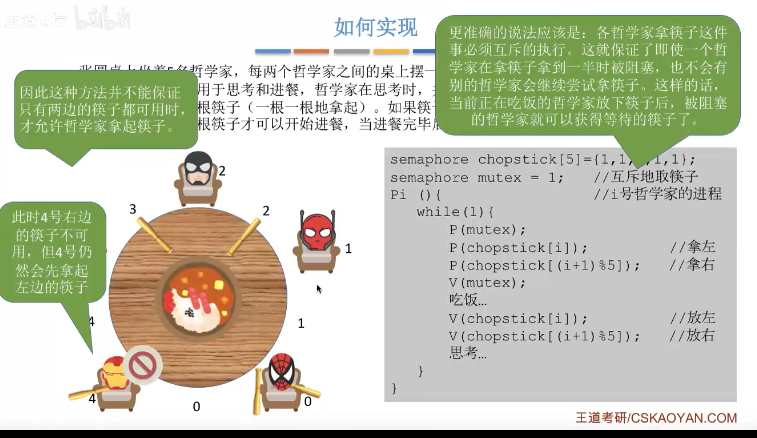 王道考研
bilibili
如何实现
更准确的说法应该是：各哲学家拿筷子这件
事必须互斥的执行。这就保证了即使一个哲
学家在拿筷子拿到一半时被阻塞，也不会有
别的哲学家会继续尝试拿筷子。这样的话，
当前正在吃饭的哲学家放下筷子后，被阻塞
的哲学家就可以获得等待的筷子了。
张圆桌上坐着5名哲学家，每两个哲学家之间的桌上摆一
用于思考和进餐，哲学家在思考时，
根筷子（一根一根地拿起）。如果筷
根筷子才可以开始进餐，当进餐完毕后
因此这种方法并不能保证
只有两边的筷子都可用时，
才允许哲学家拿起筷子。
此时4号右边
的筷子不可
用，但4号仍
然会先拿起
左边的筷子
2
3
2
1
1
4
4
0
0
semaphore chopstick[5]={1,1,1,1,1};
semaphore mutex = 1; //互斥地取筷子
Pi (){ //i号哲学家的进程
while(1){
P(mutex);
P(chopstick[i]); //拿左
P(chopstick[(i+1)%5]); //拿右
V(mutex);
吃饭…
V(chopstick[i]); //放左
V(chopstick[(i+1)%5]); //放右
思考…
}
}
王道考研/CSKAOYAN.COM